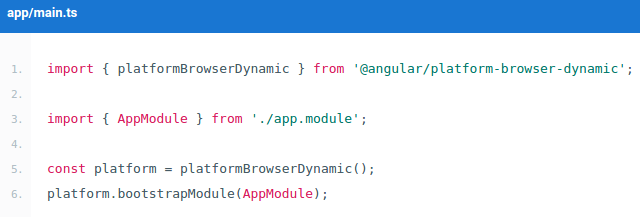 app/main.ts
1. import { platformBrowserDynamic } from '@angular/platform-browser-dynamic';
2.
3. import { AppModule } from './app.module';
4.
5. const platform = platformBrowserDynamic();
6. platform.bootstrapModule(AppModule);